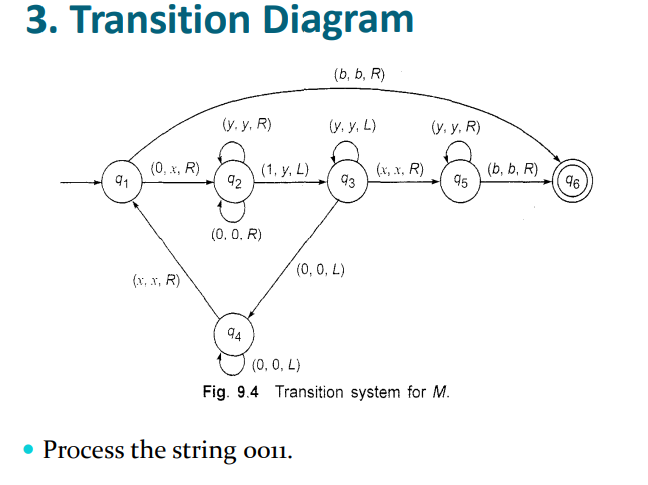 3. Transition Diagram
(b, b, R)
(y, y, R) (y, y, L) (y, y, R)
(0, x, R) (1, y, L) (x, x, R) (b, b, R)
q1 q2 q3 q5 q6
(0, 0, R)
(x, x, R) (0, 0, L)
q4
(0, 0, L)
Fig. 9.4 Transition system for M.
• Process the string 0011.